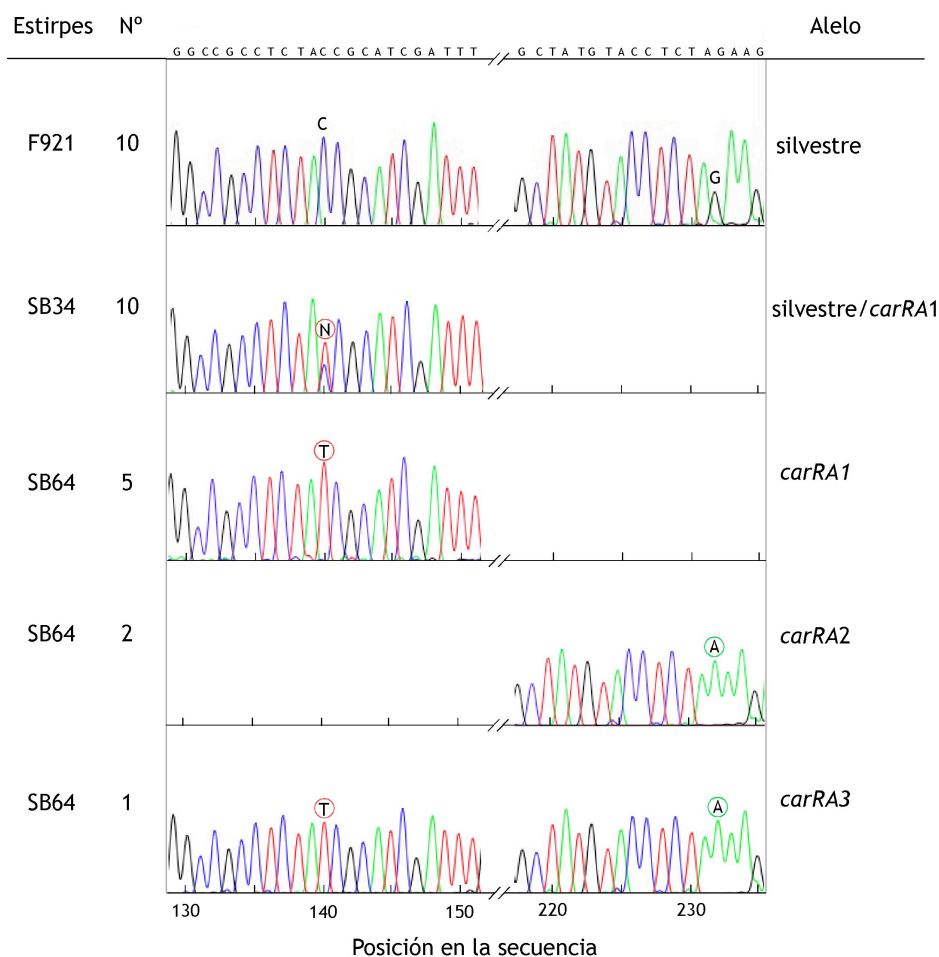 Estirpes Nº Alelo
G G C C G C C T C T A C C G C A T C G A T T T G C T A T G T A C C T C T A G A A G
F921 10 C G silvestre
SB34 10 N silvestre/carRA1
SB64 5 T carRA1
SB64 2 A carRA2
SB64 1 T A carRA3
130 140 150 220 230
Posición en la secuencia